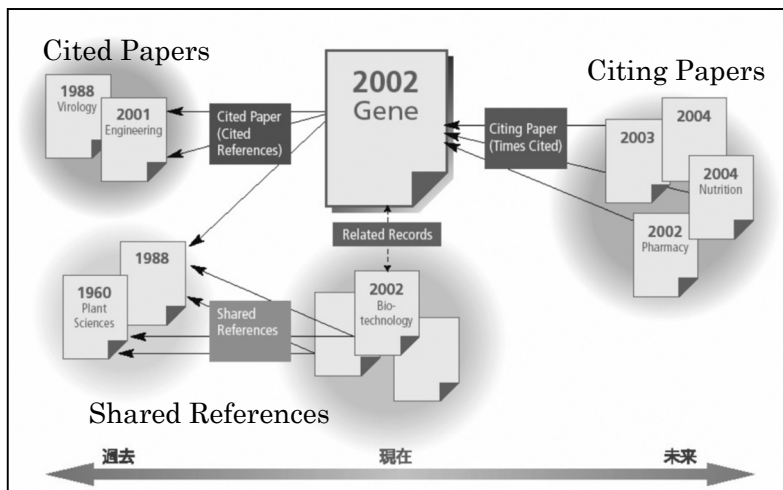 Cited Papers
1988
Virology
2001
Engineering
Cited Paper
(Cited
References)
2002
Gene
Citing Paper
(Times Cited)
Citing Papers
2003
2004
2004
Nutrition
2002
Pharmacy
Related Records
1988
1960
Plant
Sciences
Shared
References
2002
Bio-
technology
Shared References
過去
現在
未来